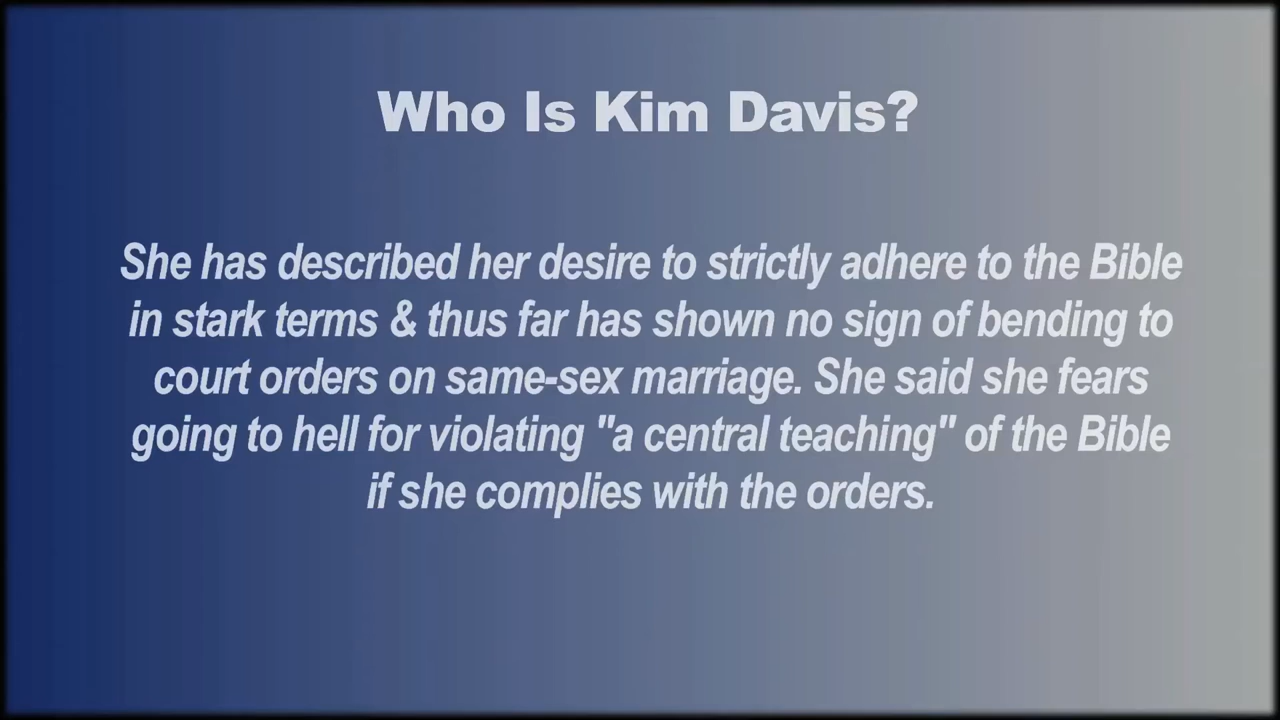 Who Is Kim Davis?
She has described her desire to strictly adhere to the Bible
in stark terms & thus far has shown no sign of bending to
court orders on same-sex marriage. She said she fears
going to hell for violating "a central teaching" of the Bible
if she complies with the orders.